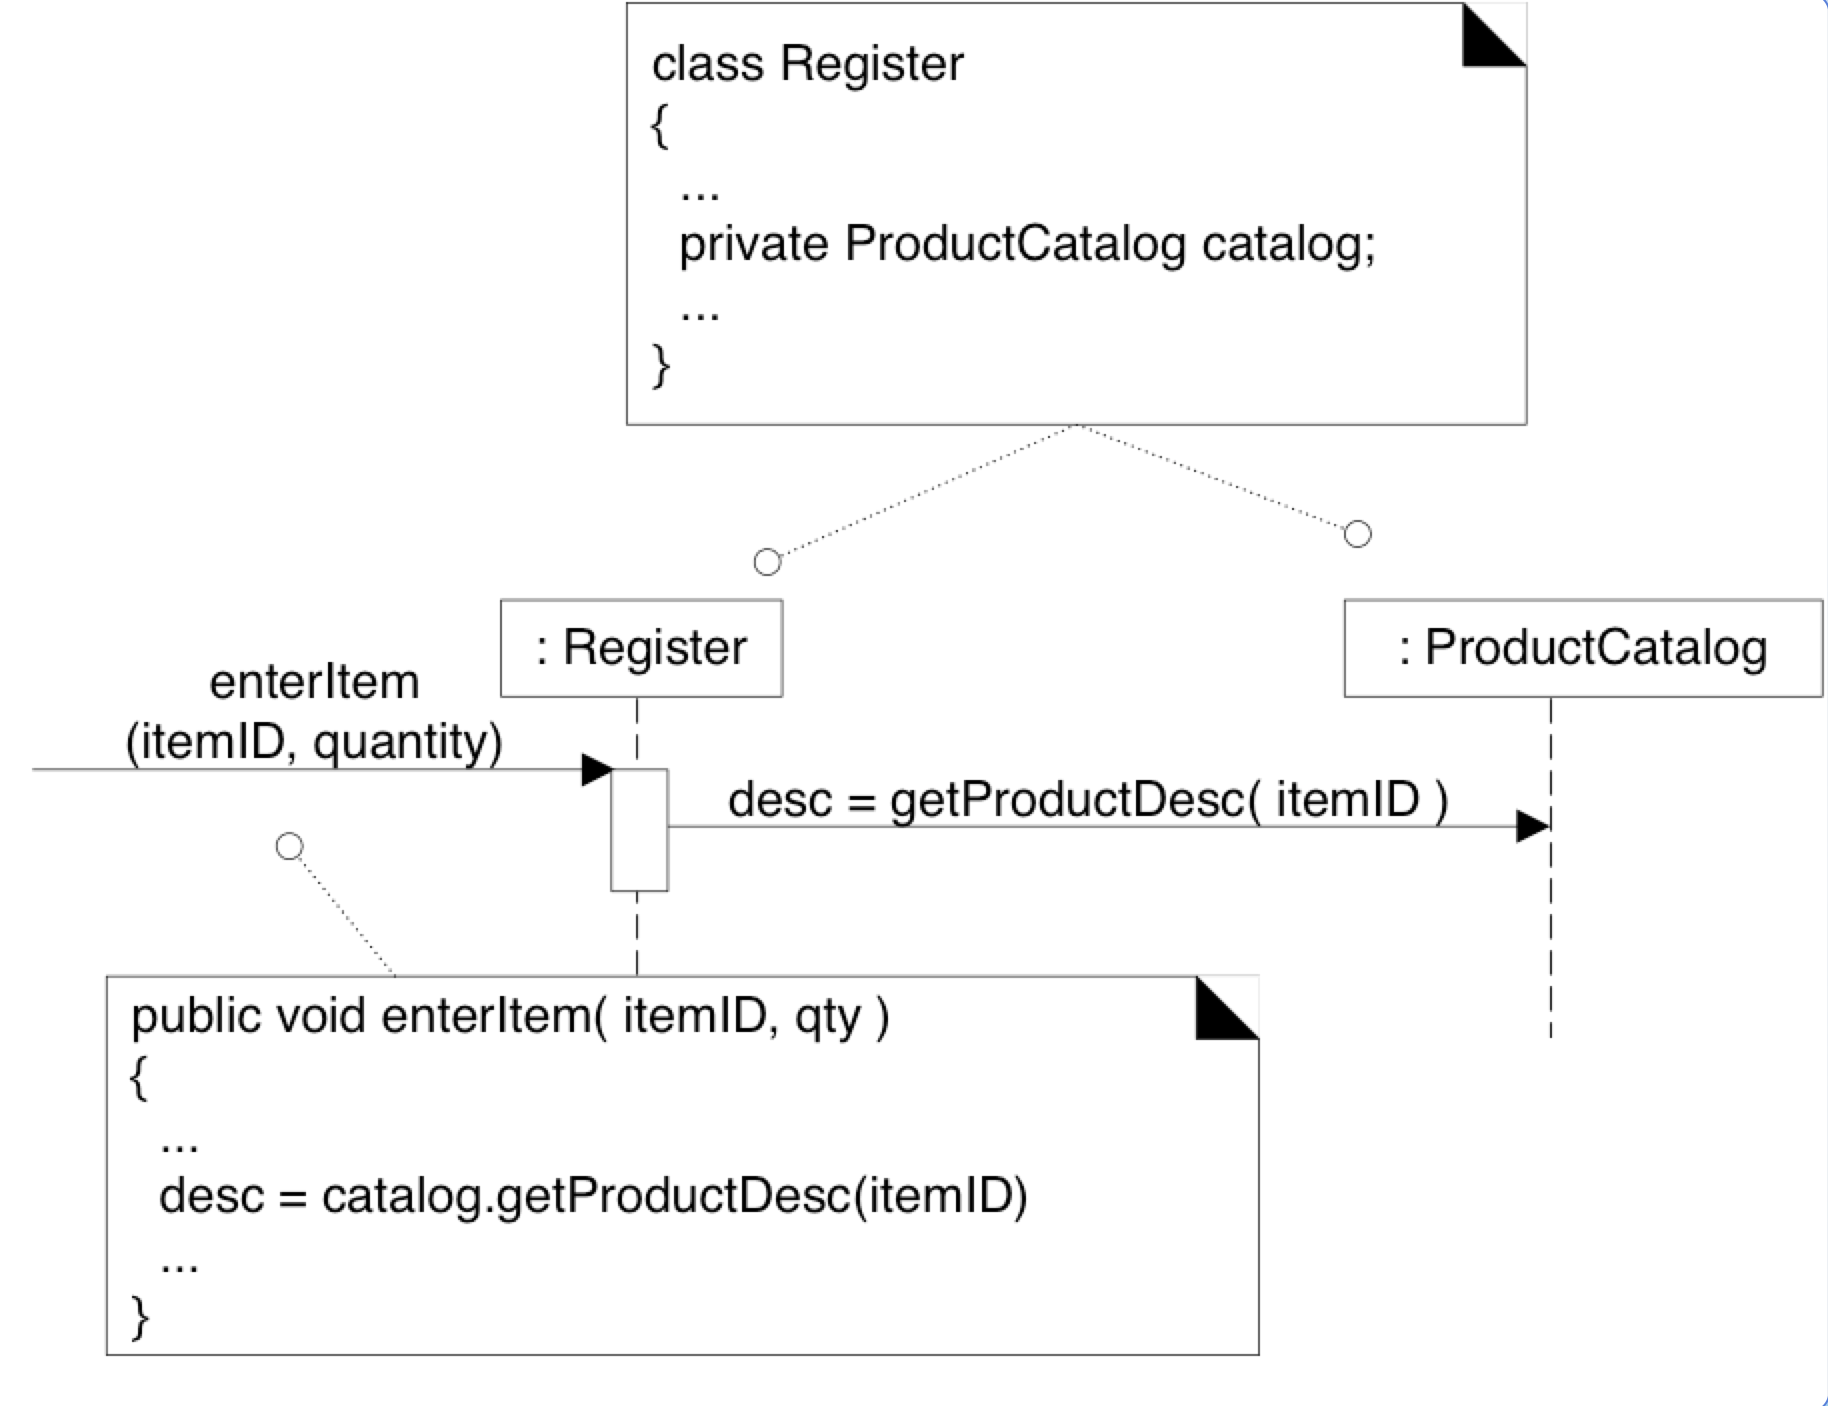 class Register
{
...
private ProductCatalog catalog;
...
}
: Register
: ProductCatalog
enterItem
(itemID, quantity)
desc = getProductDesc( itemID )
public void enterItem( itemID, qty )
{
...
desc = catalog.getProductDesc(itemID)
...
}